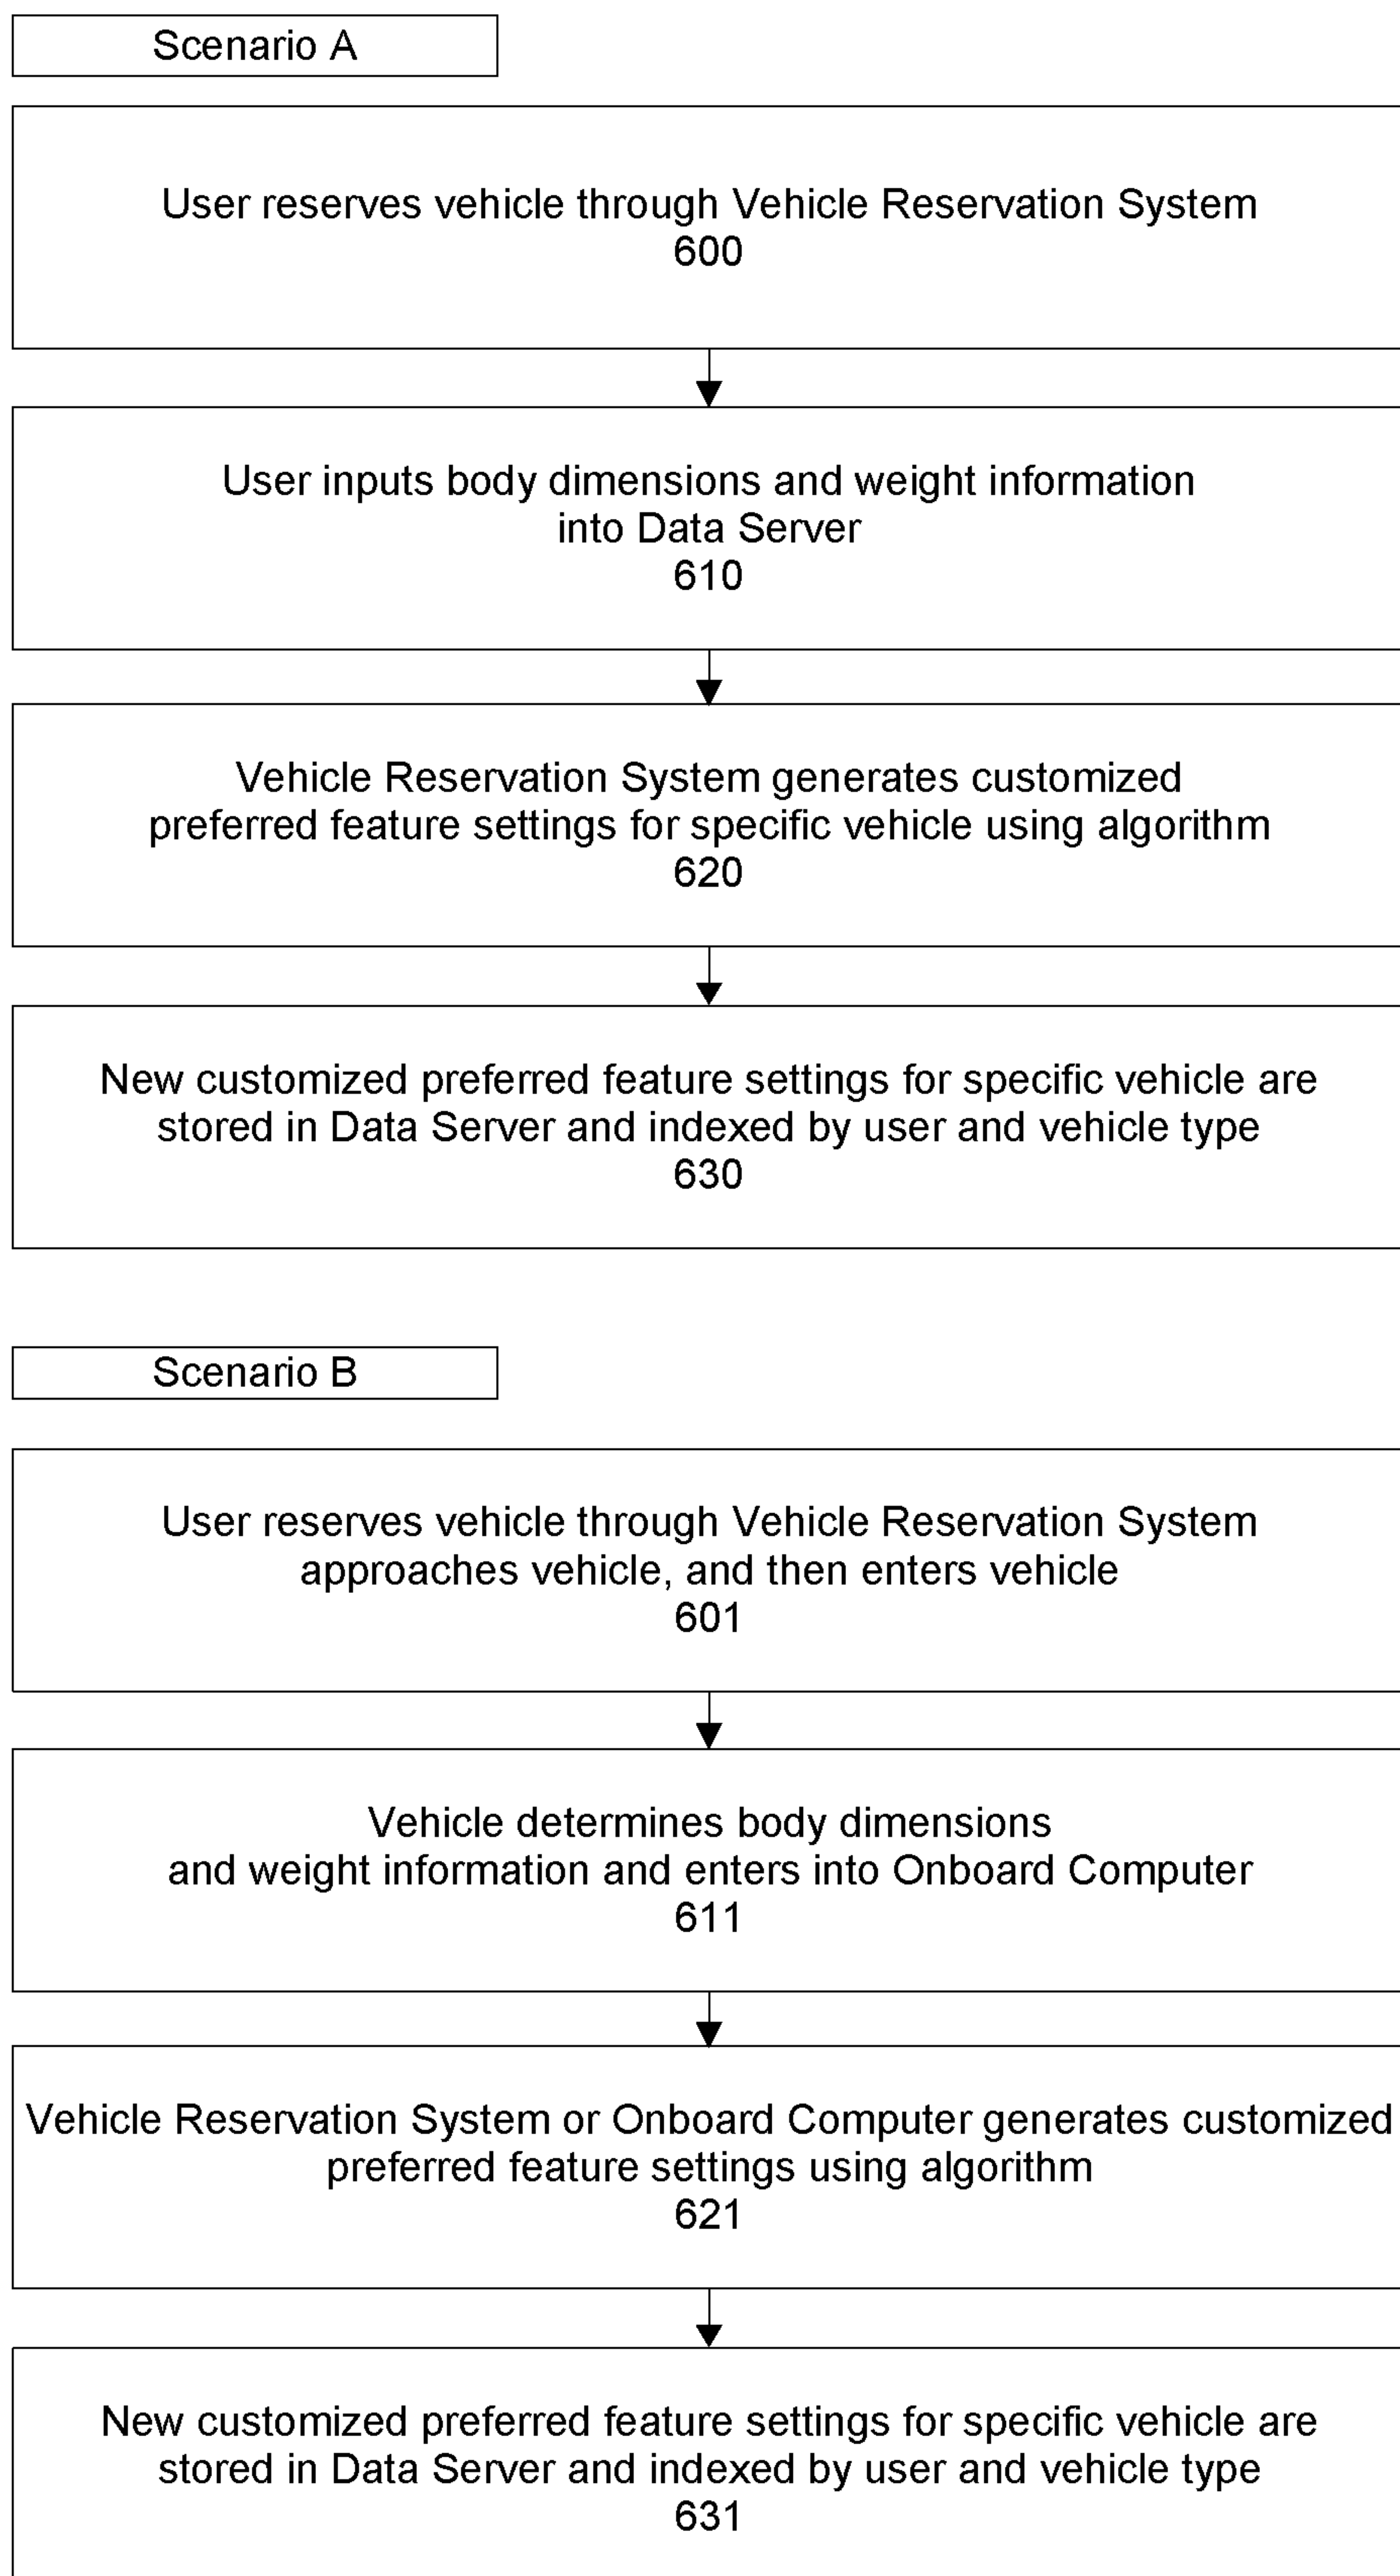 Scenario A
User reserves vehicle through Vehicle Reservation System
600
User inputs body dimensions and weight information
into Data Server
610
Vehicle Reservation System generates customized
preferred feature settings for specific vehicle using algorithm
620
New customized preferred feature settings for specific vehicle are
stored in Data Server and indexed by user and vehicle type
630
Scenario B
User reserves vehicle through Vehicle Reservation System
approaches vehicle, and then enters vehicle
601
Vehicle determines body dimensions
and weight information and enters into Onboard Computer
611
Vehicle Reservation System or Onboard Computer generates customized
preferred feature settings using algorithm
621
New customized preferred feature settings for specific vehicle are
stored in Data Server and indexed by user and vehicle type
631